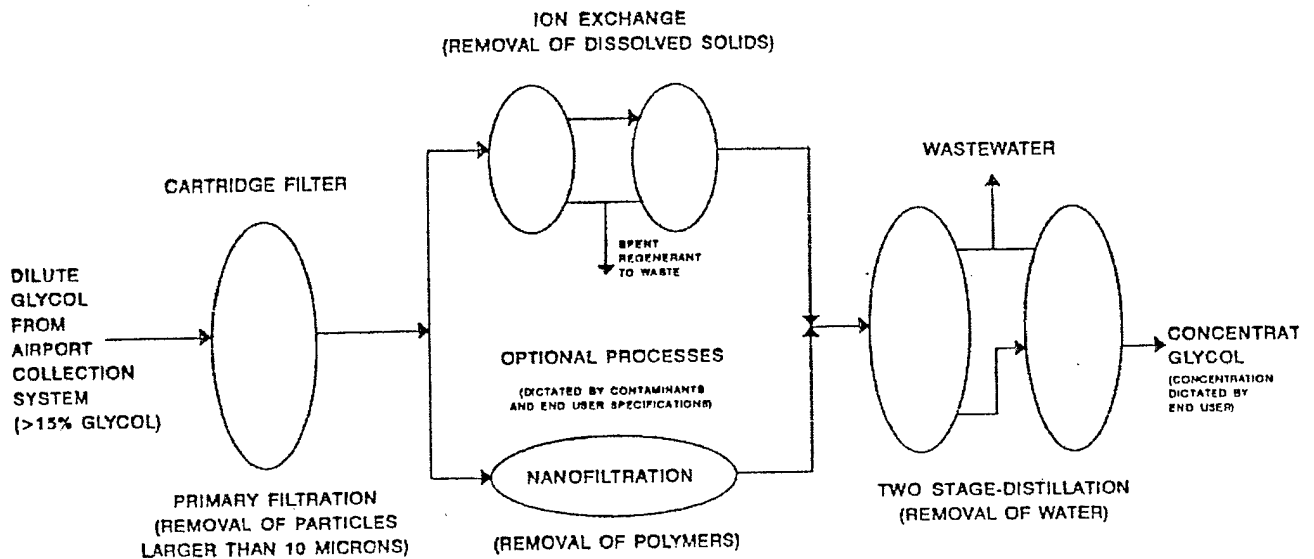 ION EXCHANGE
(REMOVAL OF DISSOLVED SOLIDS)
CARTRIDGE FILTER
WASTEWATER
SPENT
REGENERANT
TO WASTE
DILUTE
GLYCOL
FROM
AIRPORT
COLLECTION
SYSTEM
(>15% GLYCOL)
OPTIONAL PROCESSES
(DICTATED BY CONTAMINANTS
AND END USER SPECIFICATIONS)
CONCENTRAT
GLYCOL
(CONCENTRATION
DICTATED BY
END USER)
NANOFILTRATION
PRIMARY FILTRATION
(REMOVAL OF PARTICLES
LARGER THAN 10 MICRONS)
(REMOVAL OF POLYMERS)
TWO STAGE-DISTILLATION
(REMOVAL OF WATER)